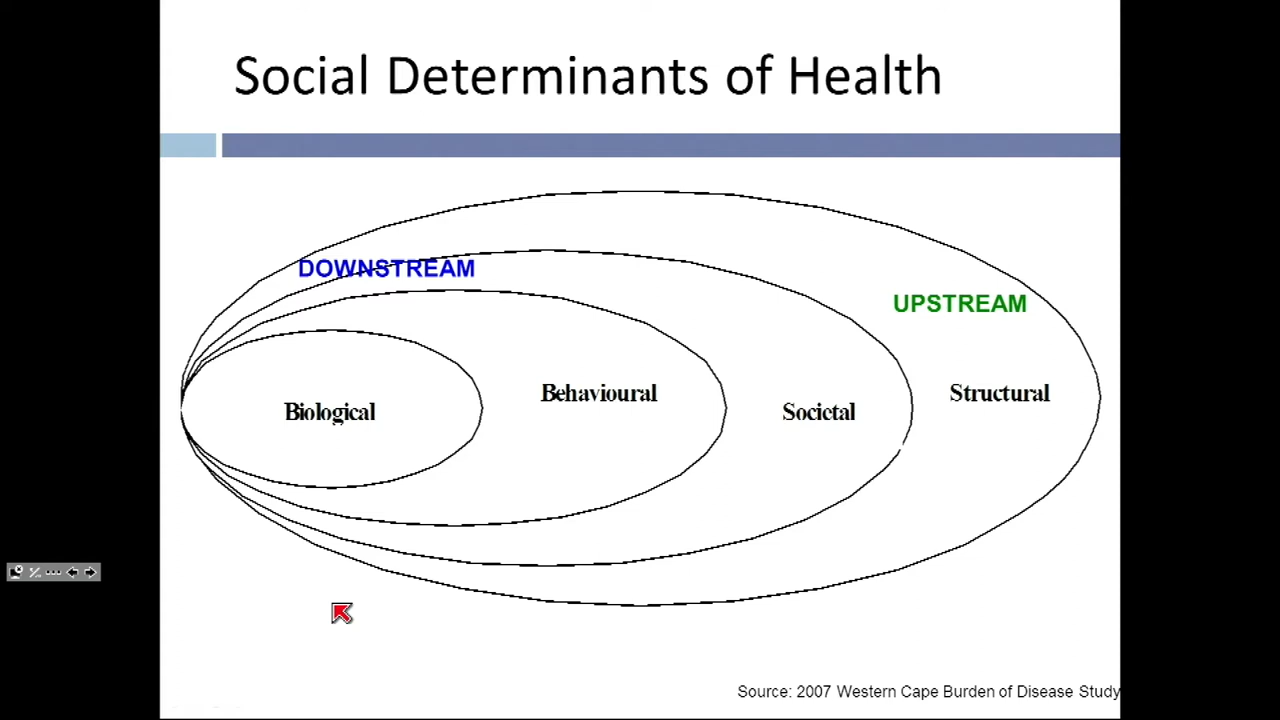 Social Determinants of Health
DOWNSTREAM
UPSTREAM
Biological
Behavioural
Societal
Structural
Source: 2007 Western Cape Burden of Disease Study